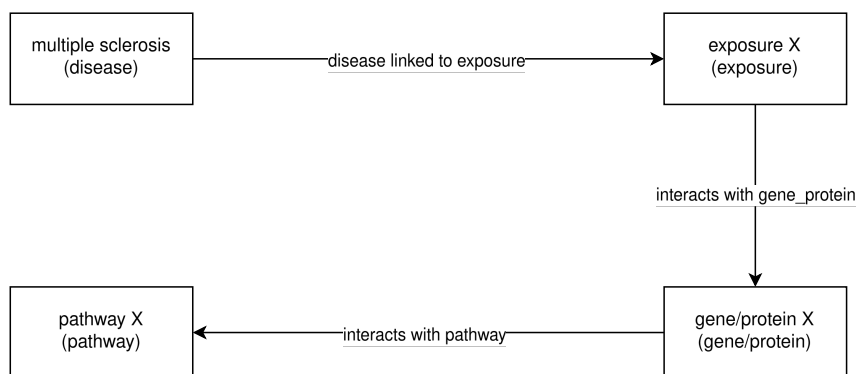 multiple sclerosis
(disease)
disease linked to exposure
exposure X
(exposure)
interacts with gene_protein
gene/protein X
(gene/protein)
interacts with pathway
pathway X
(pathway)